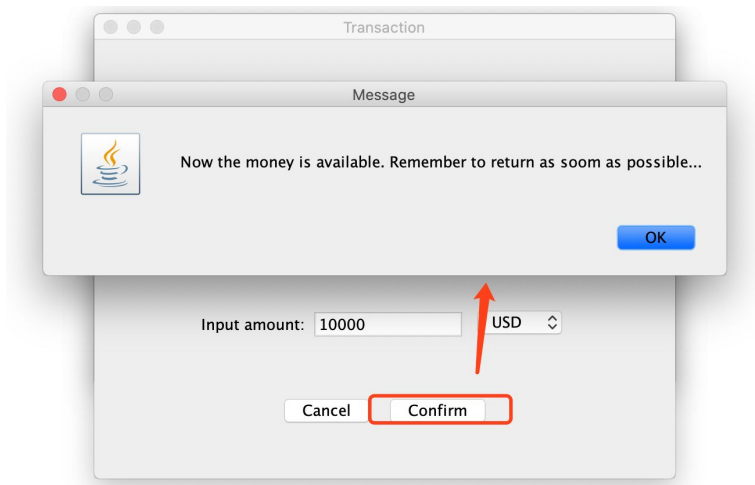 Transaction
Message
Now the money is available. Remember to return as soom as possible...
OK
Input amount: 10000 USD
Cancel Confirm